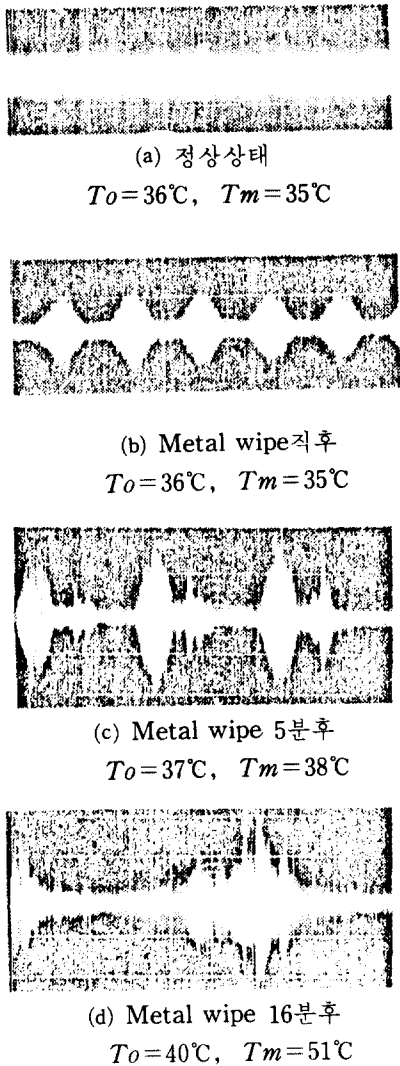 (a) 정상상태
To=36℃, Tm=35℃
(b) Metal wipe직후
To=36℃, Tm=35℃
(c) Metal wipe 5분후
To=37℃, Tm=38℃
(d) Metal wipe 16분후
To=40℃, Tm=51℃